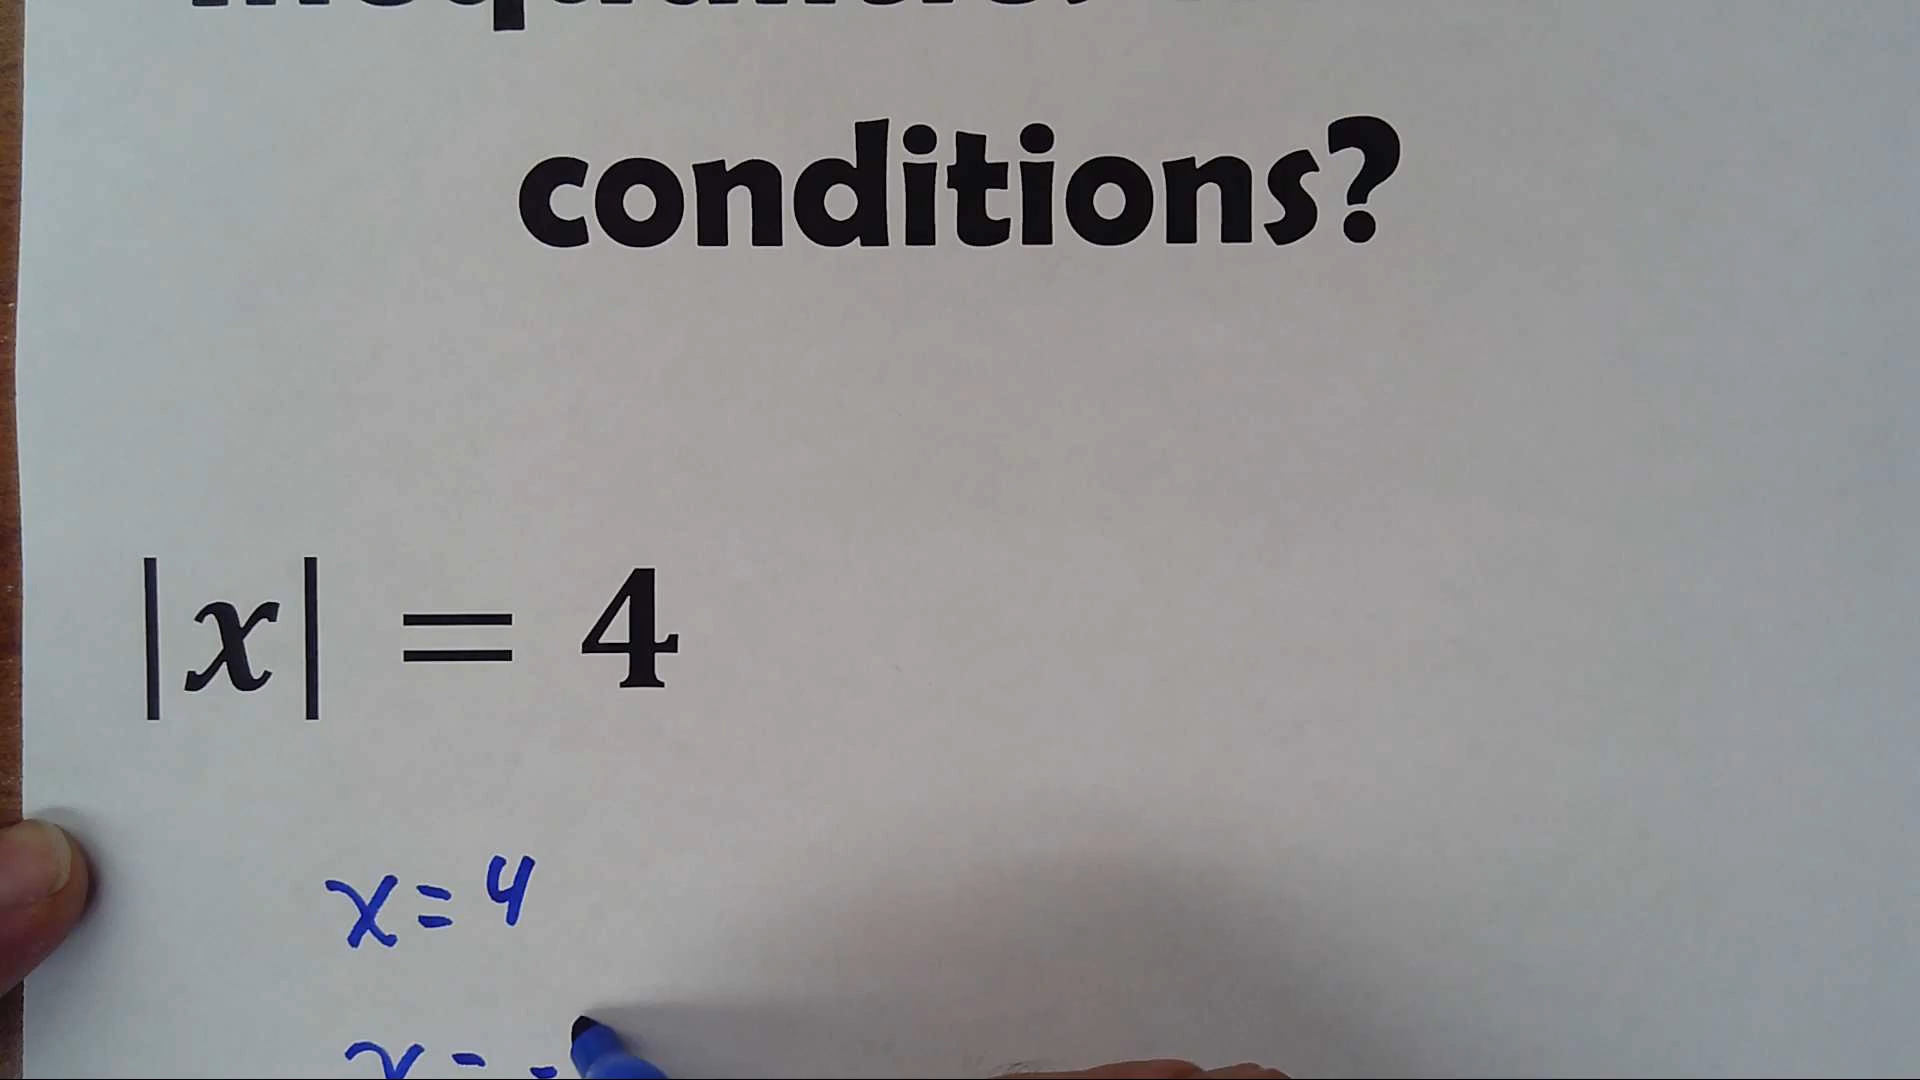 conditions?
|x| = 4
x = 4
x = -